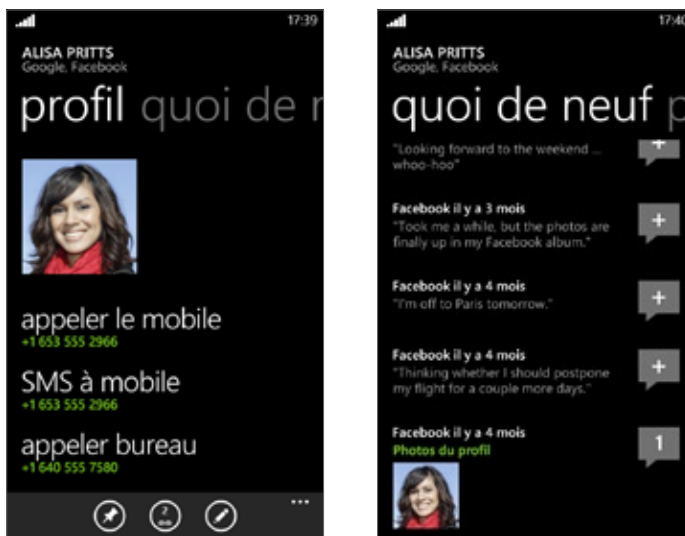 17:39
ALISA PRITTS
Google, Facebook
profil quoi de n
appeler le mobile
+1 653 555 2966
SMS à mobile
+1 653 555 2966
appeler bureau
+1 640 555 7580
2
17:40
ALISA PRITTS
Google, Facebook
quoi de neuf p
"Looking forward to the weekend ...
whoo-hoo"
Facebook il y a 3 mois
"Took me a while, but the photos are
finally up in my Facebook album."
Facebook il y a 4 mois
"I'm off to Paris tomorrow."
Facebook il y a 4 mois
"Thinking whether I should postpone
my flight for a couple more days."
Facebook il y a 4 mois
1
Photos du profil